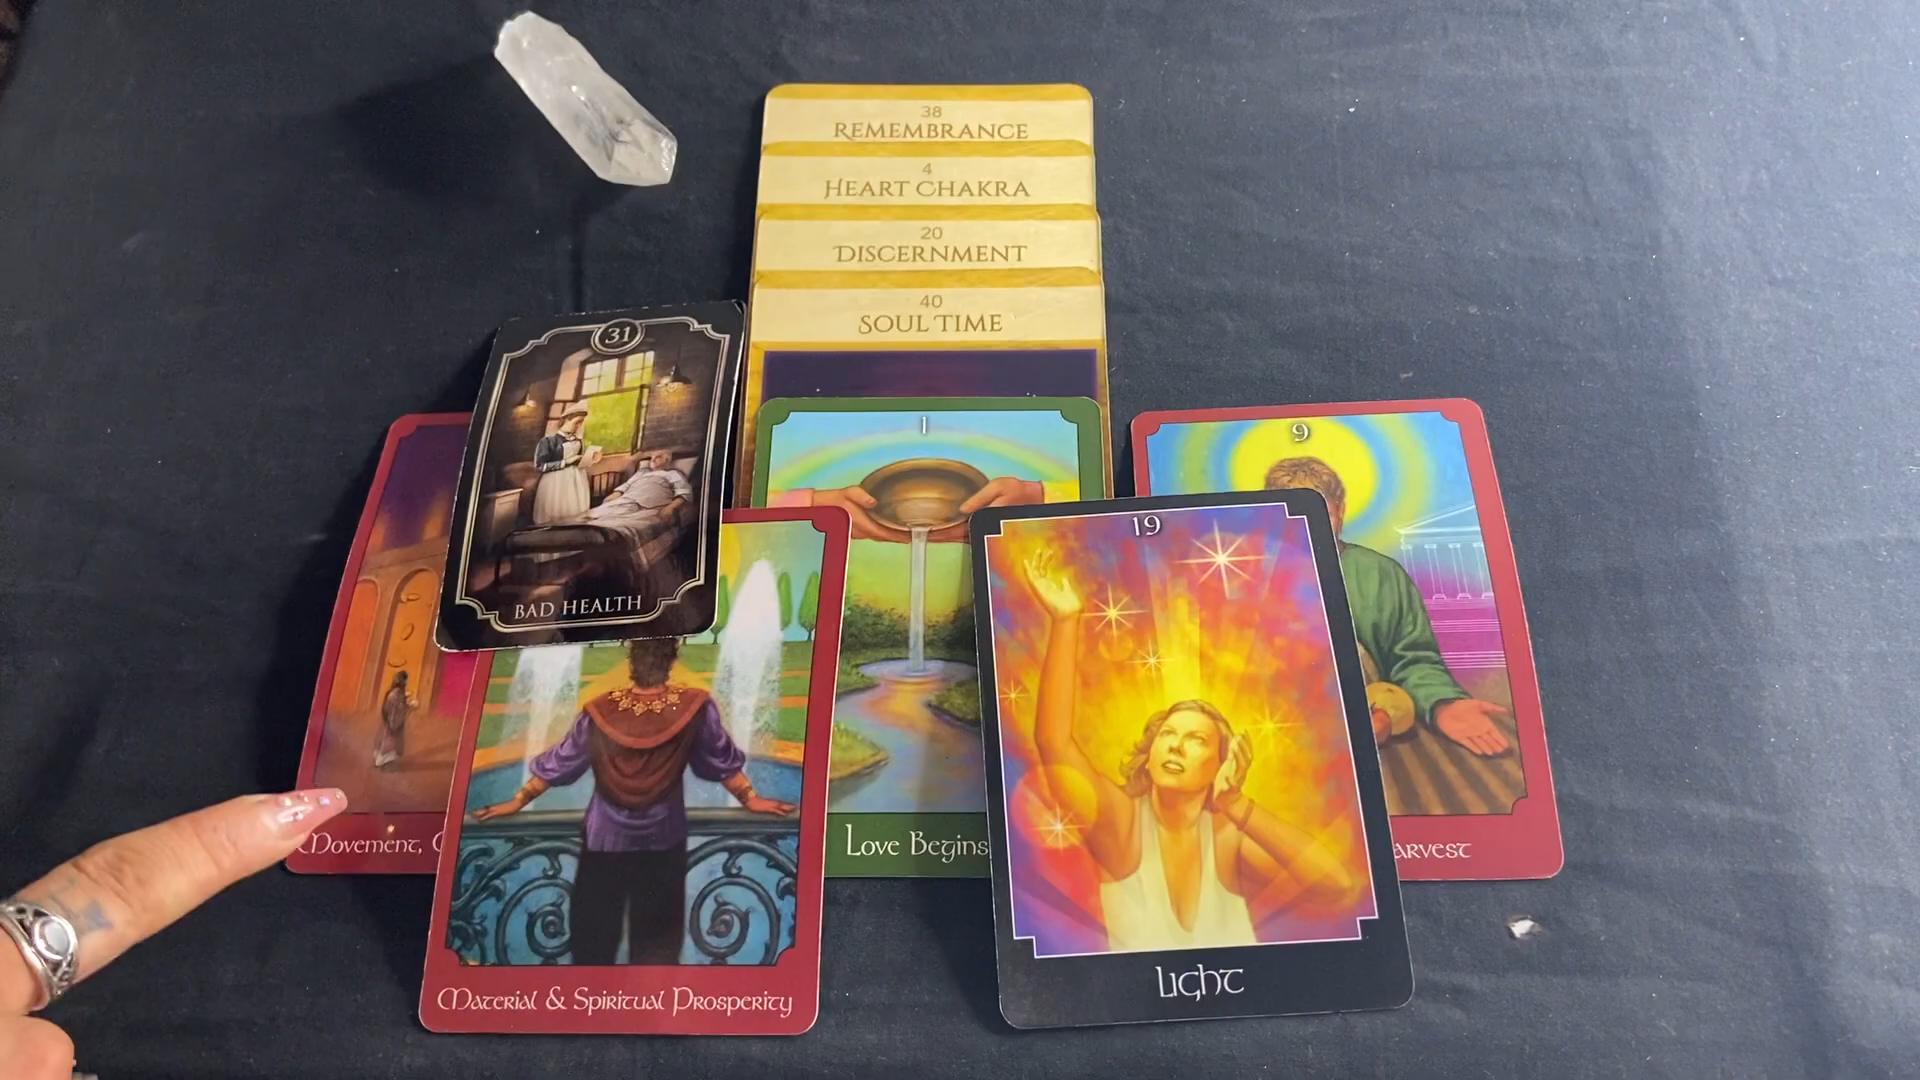 38
REMEMBRANCE
4
HEART CHAKRA
20
DISCERNMENT
40
SOUL TIME
31
BAD HEALTH
1
9
19
Movement,
Love Begins
Light
Material & Spiritual Prosperity